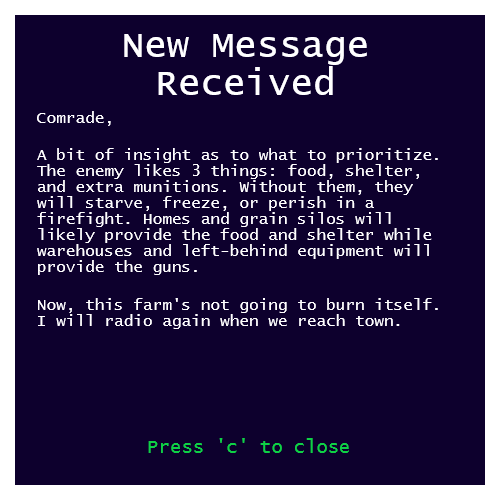 New Message
Received
Comrade,
A bit of insight as to what to prioritize.
The enemy likes 3 things: food, shelter,
and extra munitions. Without them, they
will starve, freeze, or perish in a
firefight. Homes and grain silos will
likely provide the food and shelter while
warehouses and left-behind equipment will
provide the guns.
Now, this farm's not going to burn itself.
I will radio again when we reach town.
Press 'c' to close